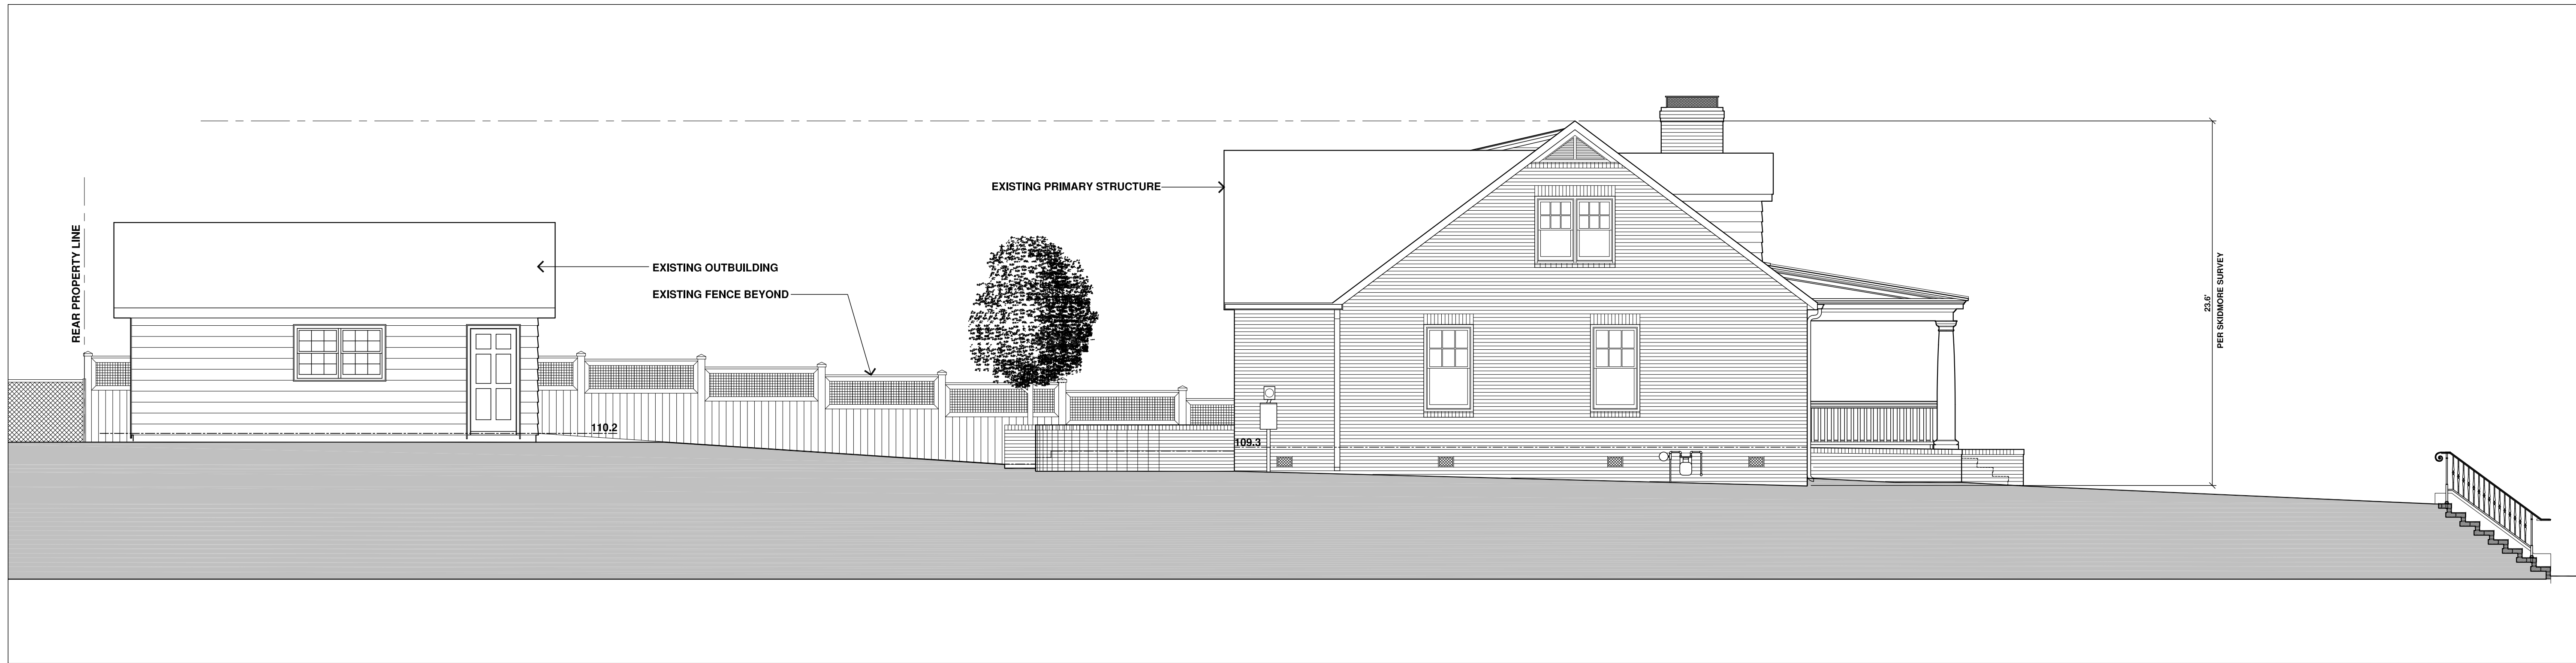 REAR PROPERTY LINE
EXISTING OUTBUILDING
EXISTING FENCE BEYOND
110.2
EXISTING PRIMARY STRUCTURE
109.3
23.6'
PER SKIDMORE SURVEY